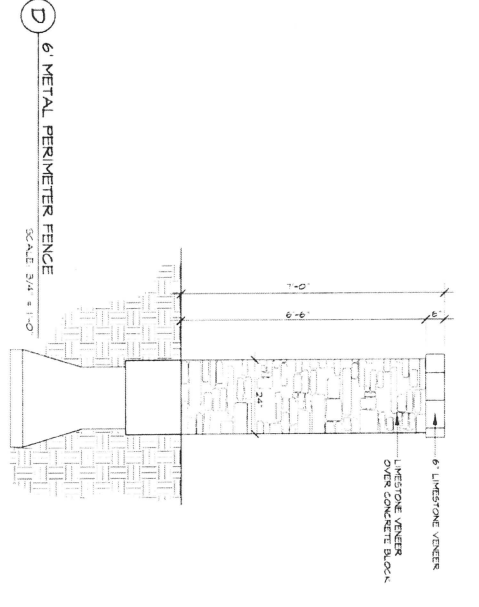 7'-0"
6'-6"
6"
24"
6" LIMESTONE VENEER
LIMESTONE VENEER
OVER CONCRETE BLOCK
D
6' METAL PERIMETER FENCE
SCALE: 3/4" = 1'-0"